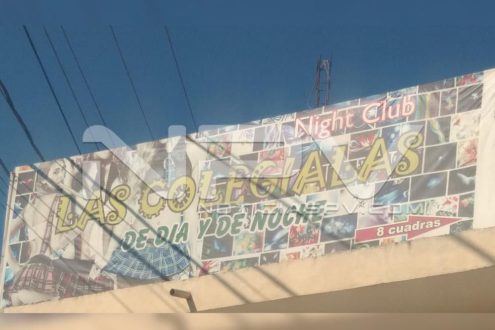 Night Club
LAS COLEGIALAS
DE DIA Y DE NOCHE
8 cuadras